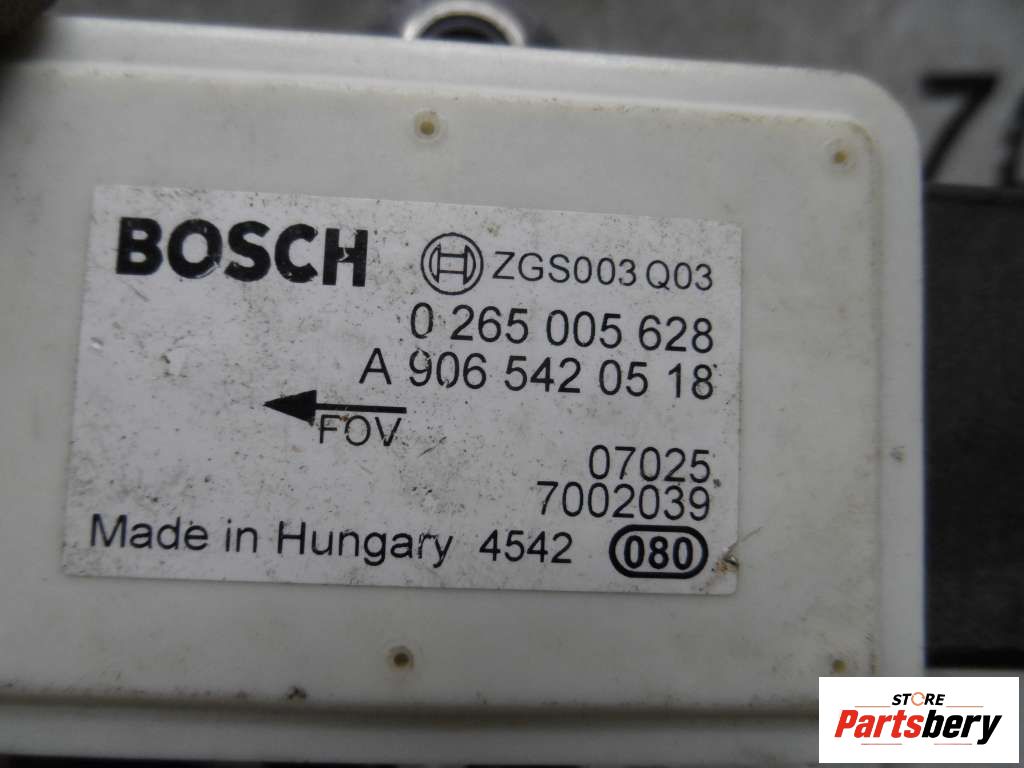 BOSCH ZGS003 Q03
0 265 005 628
A 906 542 05 18
FOV
07025
7002039
Made in Hungary 4542 080
STORE
Partsbery